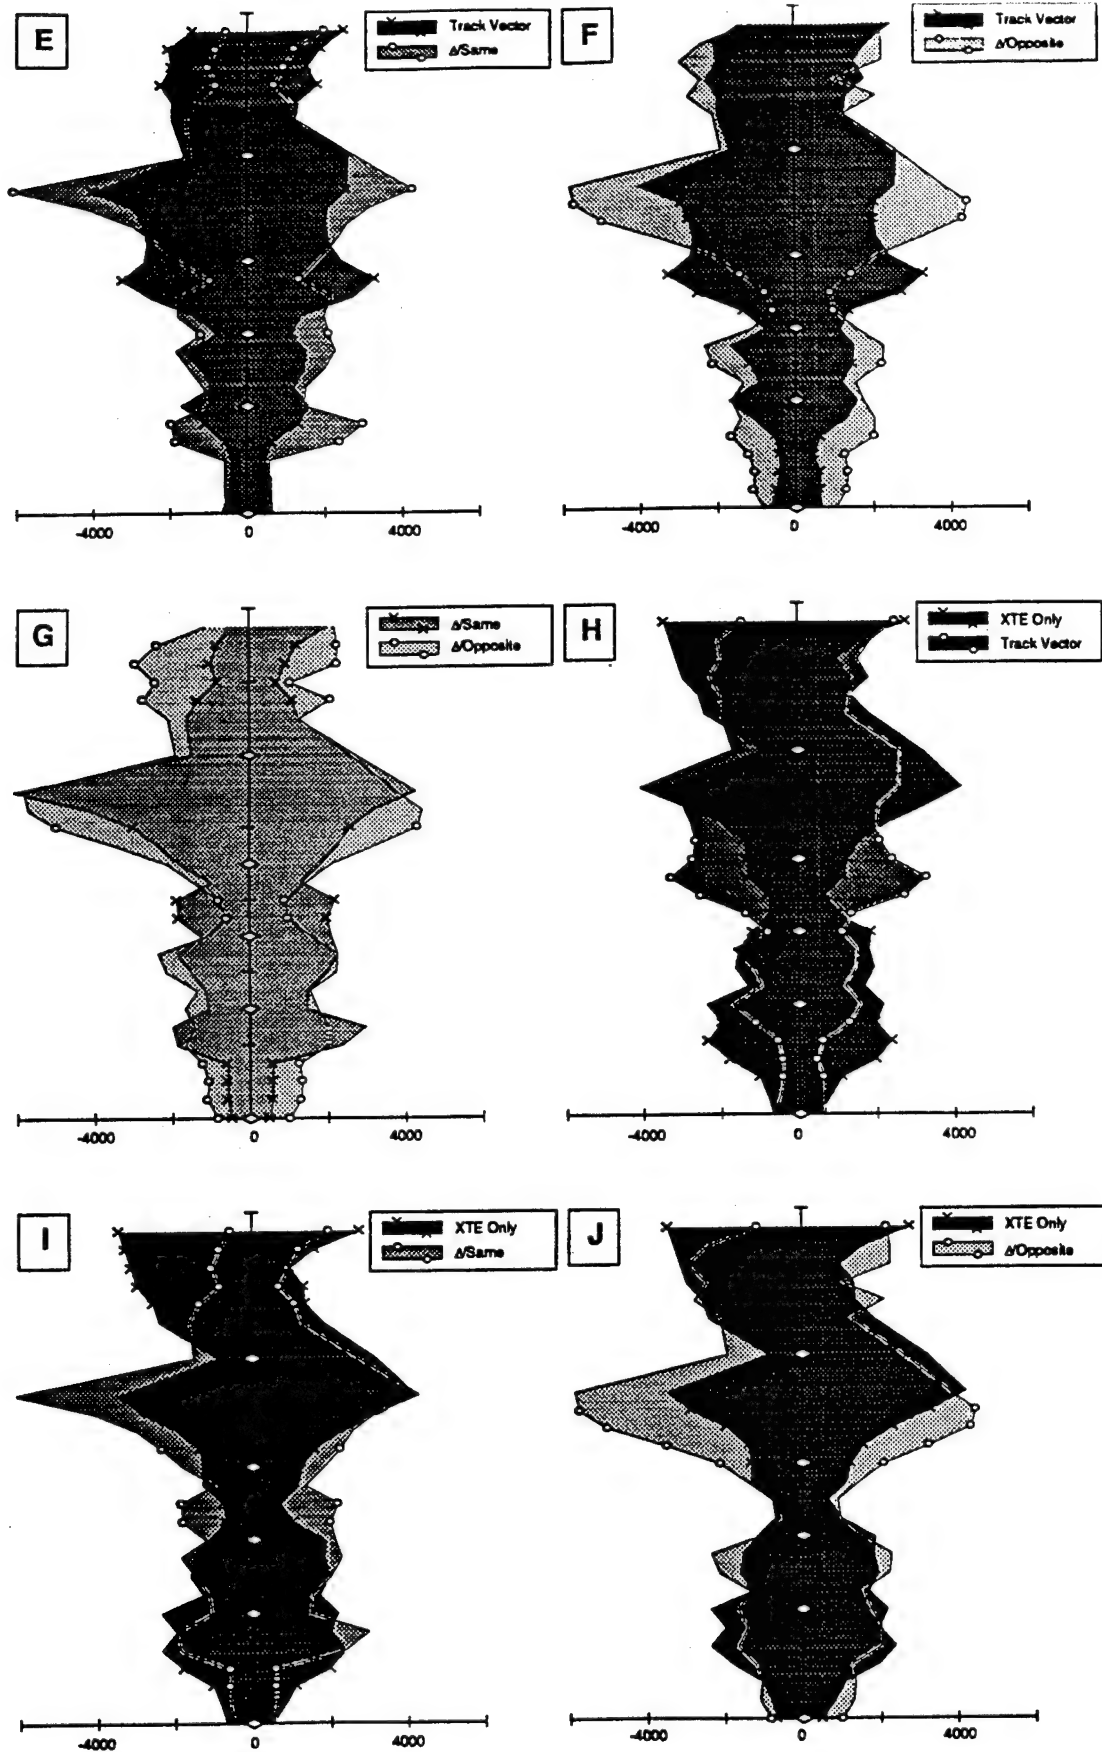 E
Track Vector
Δ/Same
-4000 0 4000
F
Track Vector
Δ/Opposite
-4000 0 4000
G
Δ/Same
Δ/Opposite
-4000 0 4000
H
XTE Only
Track Vector
-4000 0 4000
I
XTE Only
Δ/Same
-4000 0 4000
J
XTE Only
Δ/Opposite
-4000 0 4000